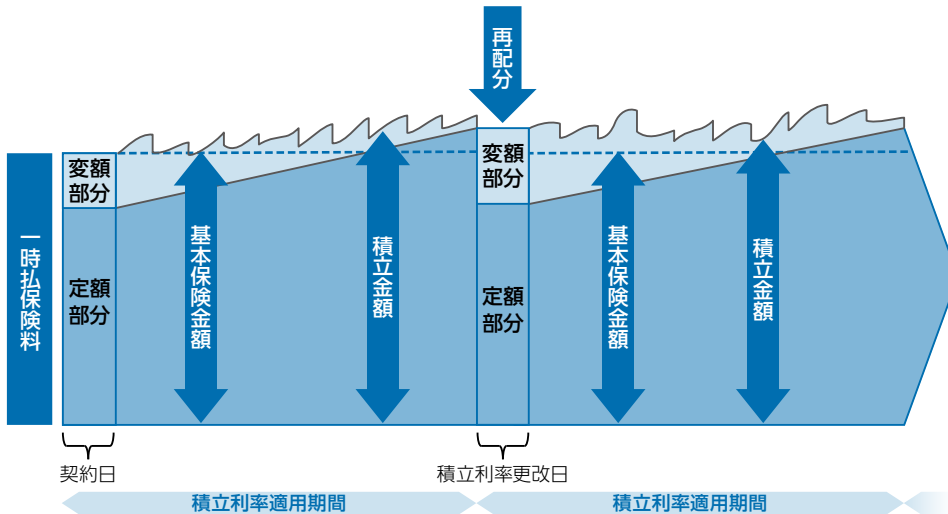 再配分
変額
部分
変額
部分
一時払保険料
定額
部分
基本保険金額
積立金額
定額
部分
基本保険金額
積立金額
契約日
積立利率更改日
積立利率適用期間
積立利率適用期間